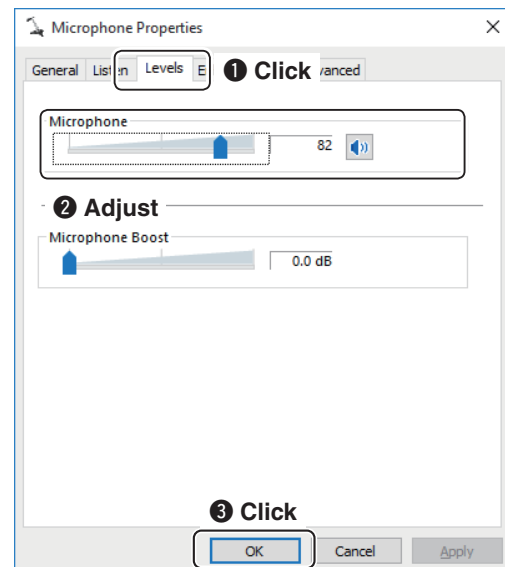 Microphone Properties
General Listen Levels E ❶ Click vanced
Microphone
82
❷ Adjust
Microphone Boost
0.0 dB
❸ Click
OK Cancel Apply